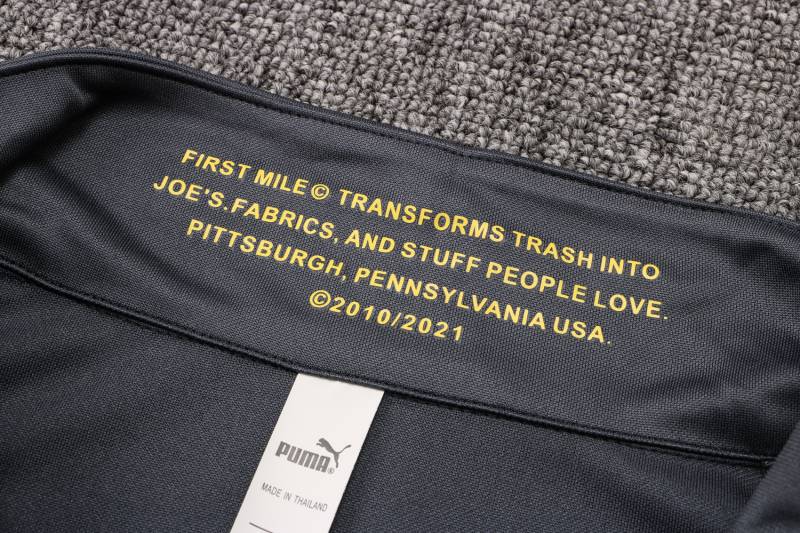 FIRST MILE© TRANSFORMS TRASH INTO
JOE'S.FABRICS, AND STUFF PEOPLE LOVE.
PITTSBURGH, PENNSYLVANIA USA.
©2010/2021
PUMA®
MADE IN THAILAND